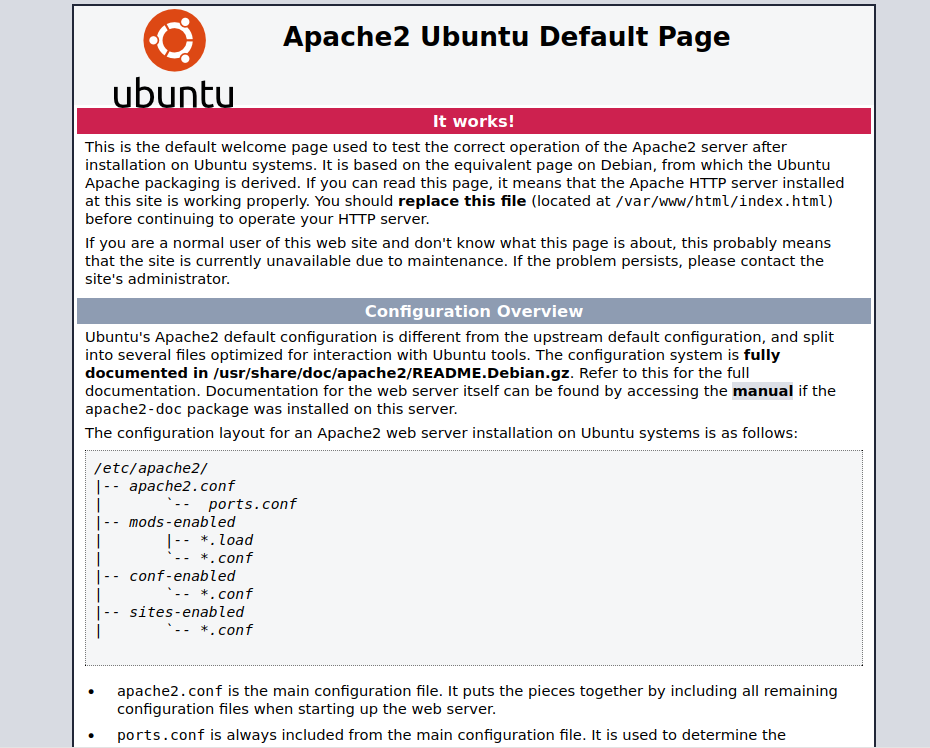 ubuntu
Apache2 Ubuntu Default Page
It works!
This is the default welcome page used to test the correct operation of the Apache2 server after
installation on Ubuntu systems. It is based on the equivalent page on Debian, from which the Ubuntu
Apache packaging is derived. If you can read this page, it means that the Apache HTTP server installed
at this site is working properly. You should replace this file (located at /var/www/html/index.html)
before continuing to operate your HTTP server.
If you are a normal user of this web site and don't know what this page is about, this probably means
that the site is currently unavailable due to maintenance. If the problem persists, please contact the
site's administrator.
Configuration Overview
Ubuntu's Apache2 default configuration is different from the upstream default configuration, and split
into several files optimized for interaction with Ubuntu tools. The configuration system is fully
documented in /usr/share/doc/apache2/README.Debian.gz. Refer to this for the full
documentation. Documentation for the web server itself can be found by accessing the manual if the
apache2-doc package was installed on this server.
The configuration layout for an Apache2 web server installation on Ubuntu systems is as follows:
/etc/apache2/
|-- apache2.conf
|       `--  ports.conf
|-- mods-enabled
|       |-- *.load
|       `-- *.conf
|-- conf-enabled
|       `-- *.conf
|-- sites-enabled
|       `-- *.conf
• apache2.conf is the main configuration file. It puts the pieces together by including all remaining
configuration files when starting up the web server.
• ports.conf is always included from the main configuration file. It is used to determine the